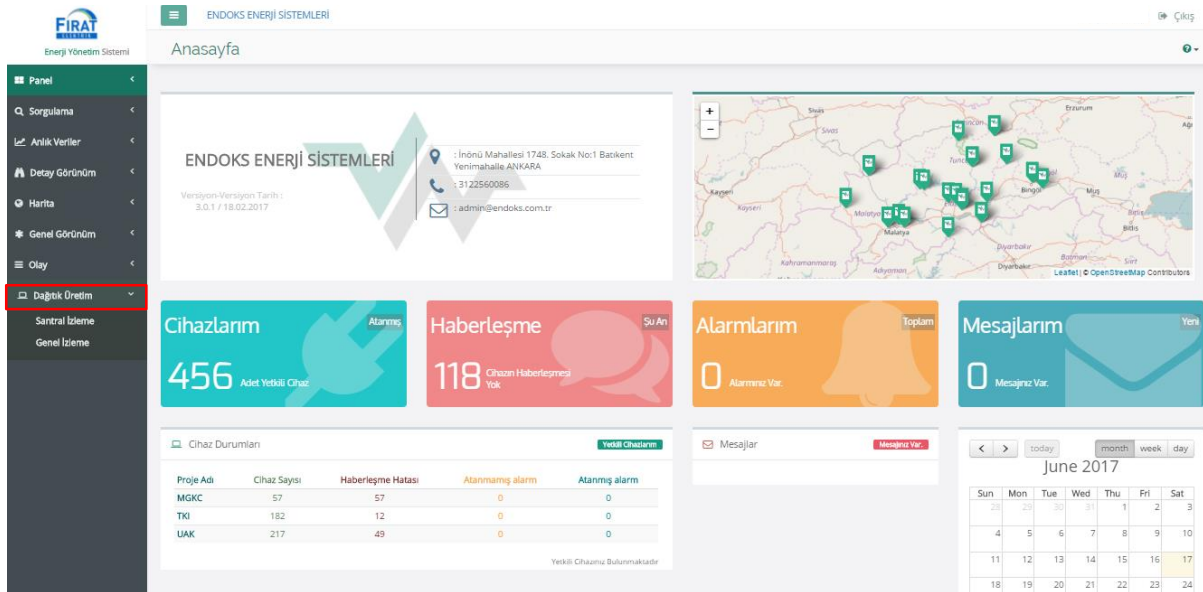 FIRAT
ELEKTRİK
Enerji Yönetim Sistemi
Panel
Sorgulama
Anlık Veriler
Detay Görünüm
Harita
Genel Görünüm
Olay
Dağıtık Üretim
Santral İzleme
Genel İzleme
ENDOKS ENERJİ SİSTEMLERİ
Çıkış
Anasayfa
ENDOKS ENERJİ SİSTEMLERİ
Versiyon-Versiyon Tarih :
3.0.1 / 18.02.2017
: İnönü Mahallesi 1748. Sokak No:1 Batıkent
Yenimahalle ANKARA
: 3122560086
: admin@endoks.com.tr
+
-
Sivas
Sivas
Erzurum
Kayseri
Kayseri
Bingöl
Muş
Muş
Malatya
Malatya
Bitlis
Diyarbakır
Diyarbakır
Batman
Siirt
Kahramanmaraş
Adıyaman
Leaflet | © OpenStreetMap Contributors
Cihazlarım
Atanmış
456 Adet Yetkili Cihaz
Haberleşme
Şu An
118 Cihazın Haberleşmesi
Yok
Alarmlarım
Toplam
0 Alarmınız Var.
Mesajlarım
Yeni
0 Mesajınız Var.
Cihaz Durumları
Yetkili Cihazlarım
Proje Adı Cihaz Sayısı Haberleşme Hatası Atanmamış alarm Atanmış alarm
MGKC 57 57 0 0
TKI 182 12 0 0
UAK 217 49 0 0
Yetkili Cihazınız Bulunmaktadır
Mesajlar
Mesajınız Var.
< > today month week day
June 2017
Sun Mon Tue Wed Thu Fri Sat
28 29 30 31 1 2 3
4 5 6 7 8 9 10
11 12 13 14 15 16 17
18 19 20 21 22 23 24